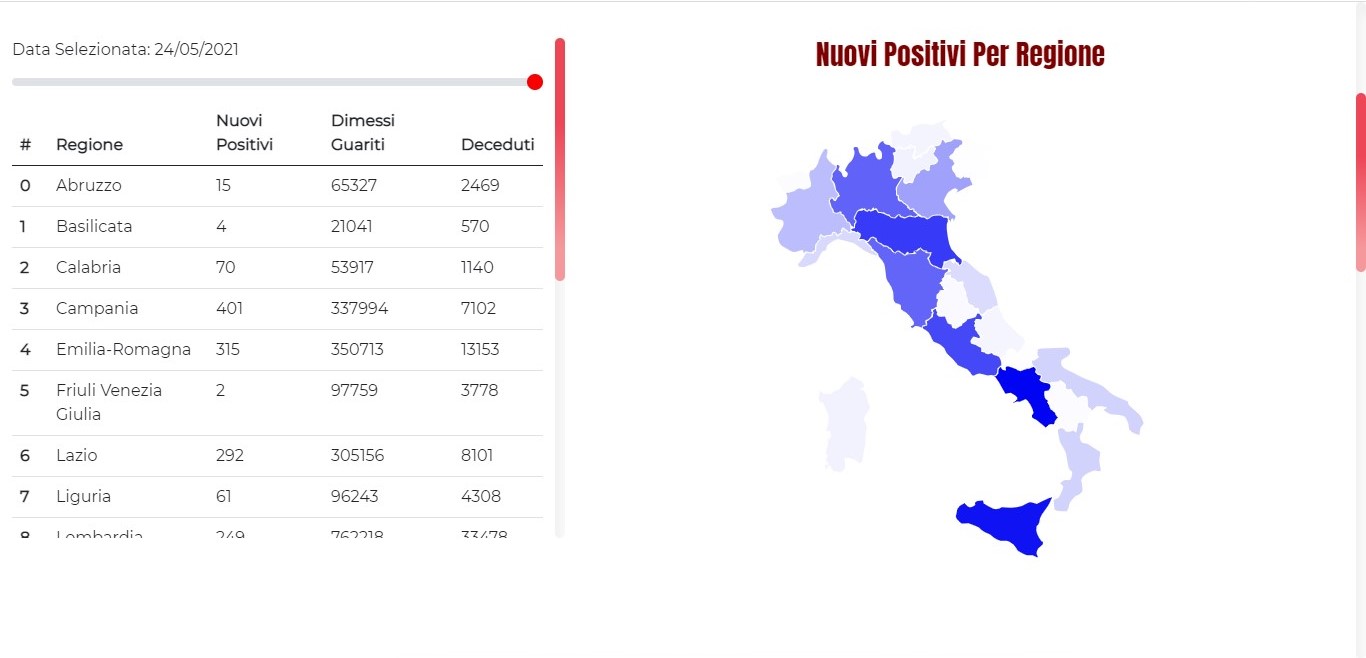 Data Selezionata: 24/05/2021
Nuovi Positivi Per Regione
# Regione Nuovi Positivi Dimessi Guariti Deceduti
0 Abruzzo 15 65327 2469
1 Basilicata 4 21041 570
2 Calabria 70 53917 1140
3 Campania 401 337994 7102
4 Emilia-Romagna 315 350713 13153
5 Friuli Venezia Giulia 2 97759 3778
6 Lazio 292 305156 8101
7 Liguria 61 96243 4308
8 Lombardia 249 762218 33478